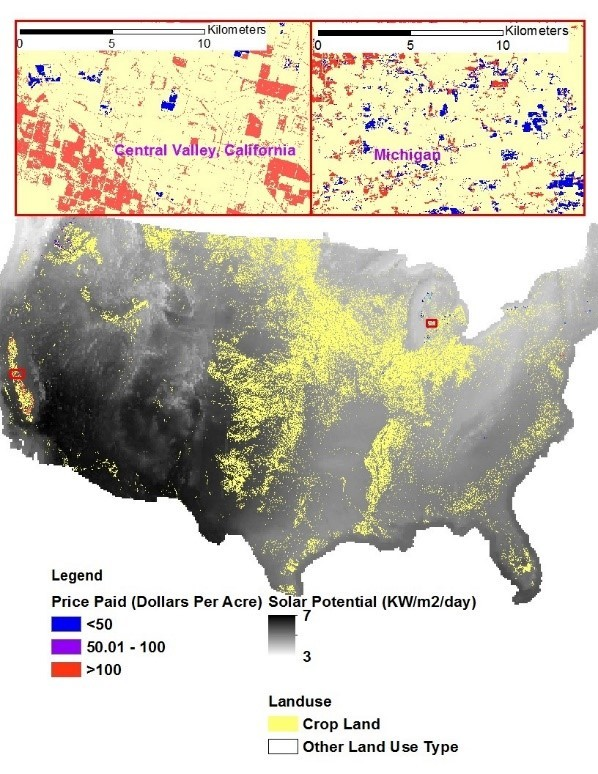 Kilometers
0 5 10
Kilometers
0 5 10
Central Valley, California
Michigan
Legend
Price Paid (Dollars Per Acre)
<50
50.01 - 100
>100
Solar Potential (KW/m2/day)
7
3
Landuse
Crop Land
Other Land Use Type